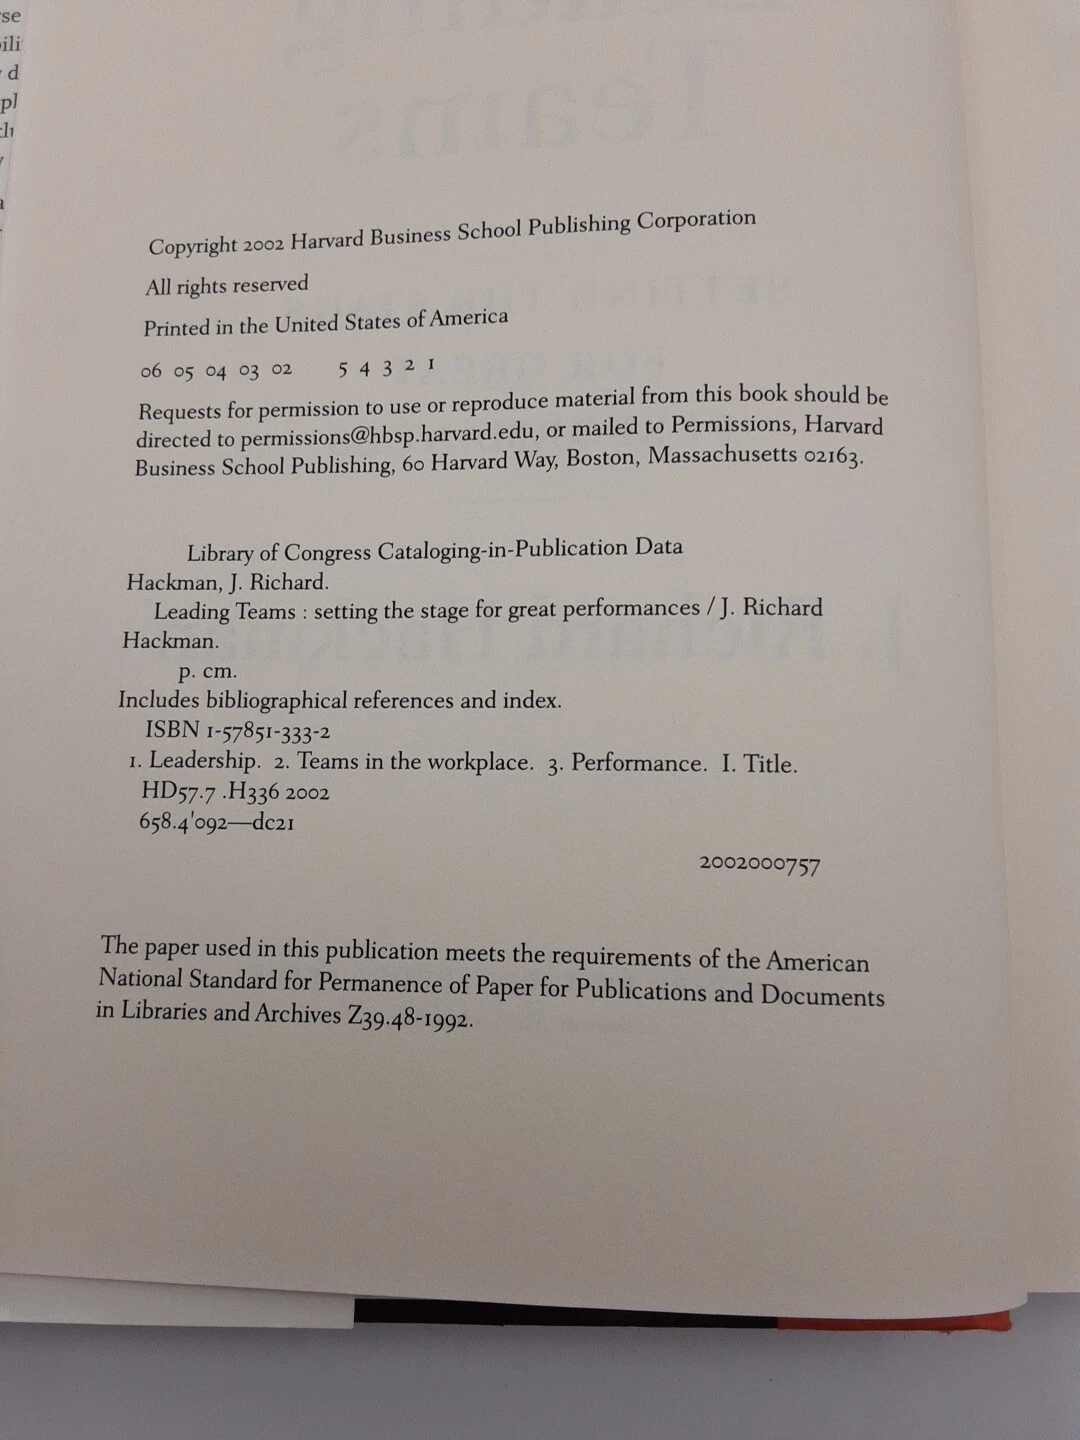 Copyright 2002 Harvard Business School Publishing Corporation
All rights reserved
Printed in the United States of America
06 05 04 03 02 5 4 3 2 1
Requests for permission to use or reproduce material from this book should be
directed to permissions@hbsp.harvard.edu, or mailed to Permissions, Harvard
Business School Publishing, 60 Harvard Way, Boston, Massachusetts 02163.
Library of Congress Cataloging-in-Publication Data
Hackman, J. Richard.
Leading Teams : setting the stage for great performances / J. Richard
Hackman.
p. cm.
Includes bibliographical references and index.
ISBN 1-57851-333-2
1. Leadership. 2. Teams in the workplace. 3. Performance. I. Title.
HD57.7 .H336 2002
658.4'092—dc21
2002000757
The paper used in this publication meets the requirements of the American
National Standard for Permanence of Paper for Publications and Documents
in Libraries and Archives Z39.48-1992.